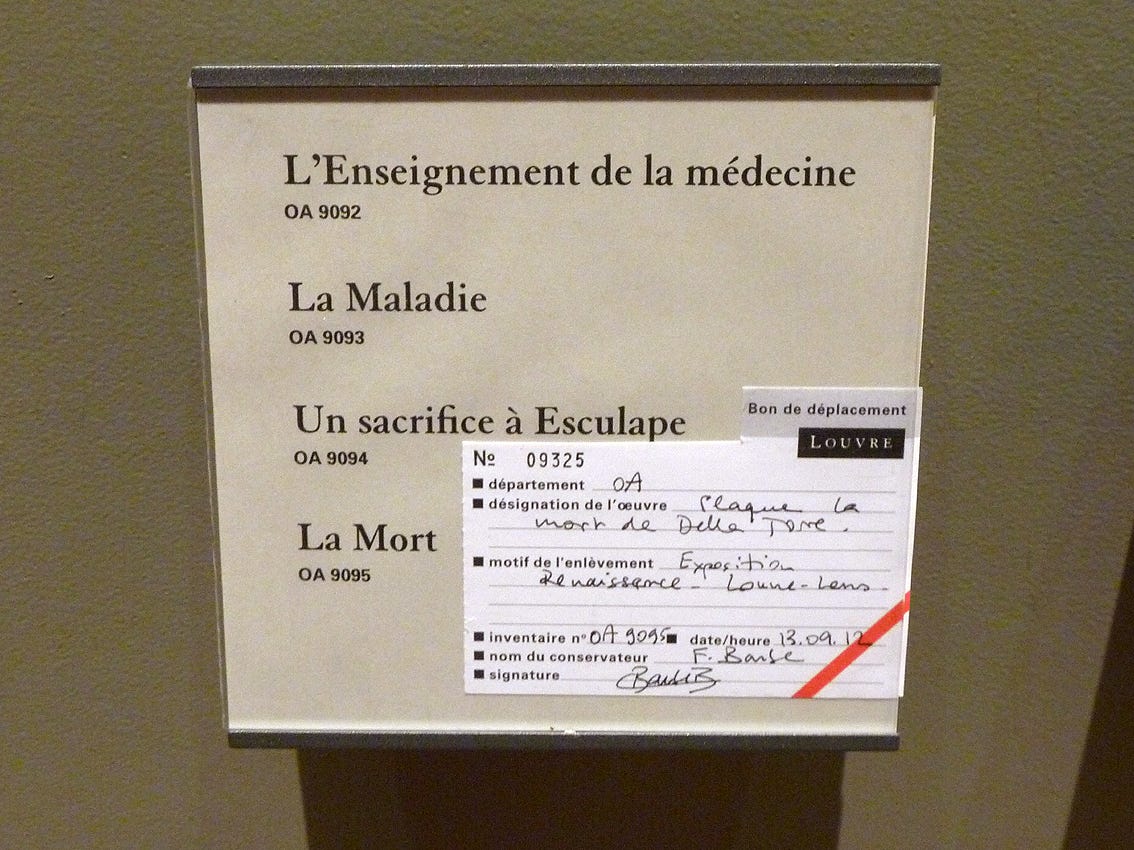 L'Enseignement de la médecine
OA 9092
La Maladie
OA 9093
Un sacrifice à Esculape
OA 9094
La Mort
OA 9095
Bon de déplacement
LOUVRE
№ 09325
département OA
désignation de l'œuvre Plaque la
mort de Della Torre.
motif de l'enlèvement Exposition
Renaissance - Louvre-Lens.
inventaire n° OA 9095 date/heure 13.09.12
nom du conservateur F. Barbe
signature